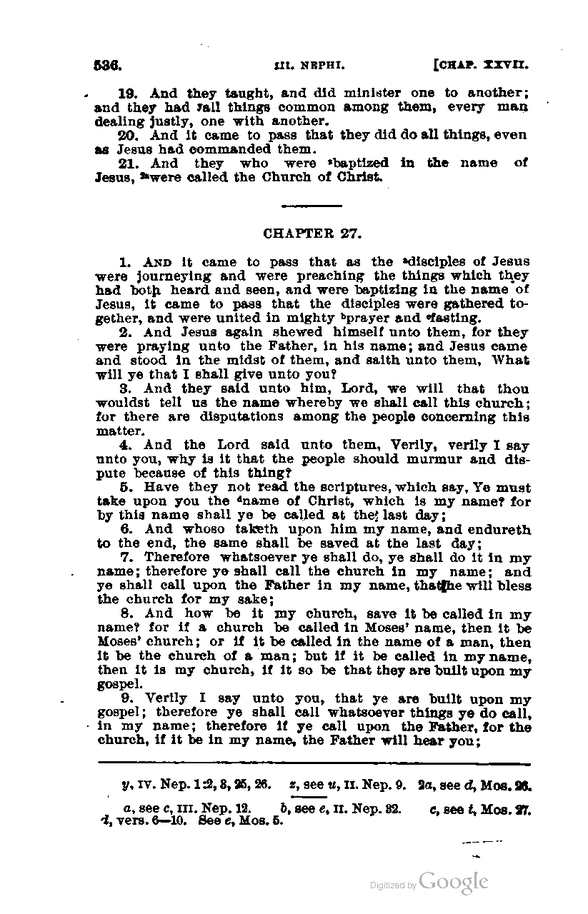 536. III. NEPHI. [CHAP. XXVII.
19. And they taught, and did minister one to another;
and they had yall things common among them, every man
dealing justly, one with another.
20. And it came to pass that they did do all things, even
as Jesus had commanded them.
21. And they who were zbaptized in the name of
Jesus, 2awere called the Church of Christ.
CHAPTER 27.
1. AND it came to pass that as the adisciples of Jesus
were journeying and were preaching the things which they
had both heard and seen, and were baptizing in the name of
Jesus, it came to pass that the disciples were gathered to-
gether, and were united in mighty bprayer and cfasting.
2. And Jesus again shewed himself unto them, for they
were praying unto the Father, in his name; and Jesus came
and stood in the midst of them, and saith unto them, What
will ye that I shall give unto you?
3. And they said unto him, Lord, we will that thou
wouldst tell us the name whereby we shall call this church;
for there are disputations among the people concerning this
matter.
4. And the Lord said unto them, Verily, verily I say
unto you, why is it that the people should murmur and dis-
pute because of this thing?
5. Have they not read the scriptures, which say, Ye must
take upon you the dname of Christ, which is my name? for
by this name shall ye be called at the last day;
6. And whoso taketh upon him my name, and endureth
to the end, the same shall be saved at the last day;
7. Therefore whatsoever ye shall do, ye shall do it in my
name; therefore ye shall call the church in my name; and
ye shall call upon the Father in my name, that he will bless
the church for my sake;
8. And how be it my church, save it be called in my
name? for if a church be called in Moses' name, then it be
Moses' church; or if it be called in the name of a man, then
it be the church of a man; but if it be called in my name,
then it is my church, if it so be that they are built upon my
gospel.
9. Verily I say unto you, that ye are built upon my
gospel; therefore ye shall call whatsoever things ye do call,
in my name; therefore if ye call upon the Father, for the
church, if it be in my name, the Father will hear you;
y, IV. Nep. 1:2, 3, 25, 26. z, see u, II. Nep. 9. 2a, see d, Mos. 26.
a, see c, III. Nep. 12. b, see e, II. Nep. 32. c, see t, Mos. 27.
d, vers. 6—10. See e, Mos. 5.
Digitized by Google